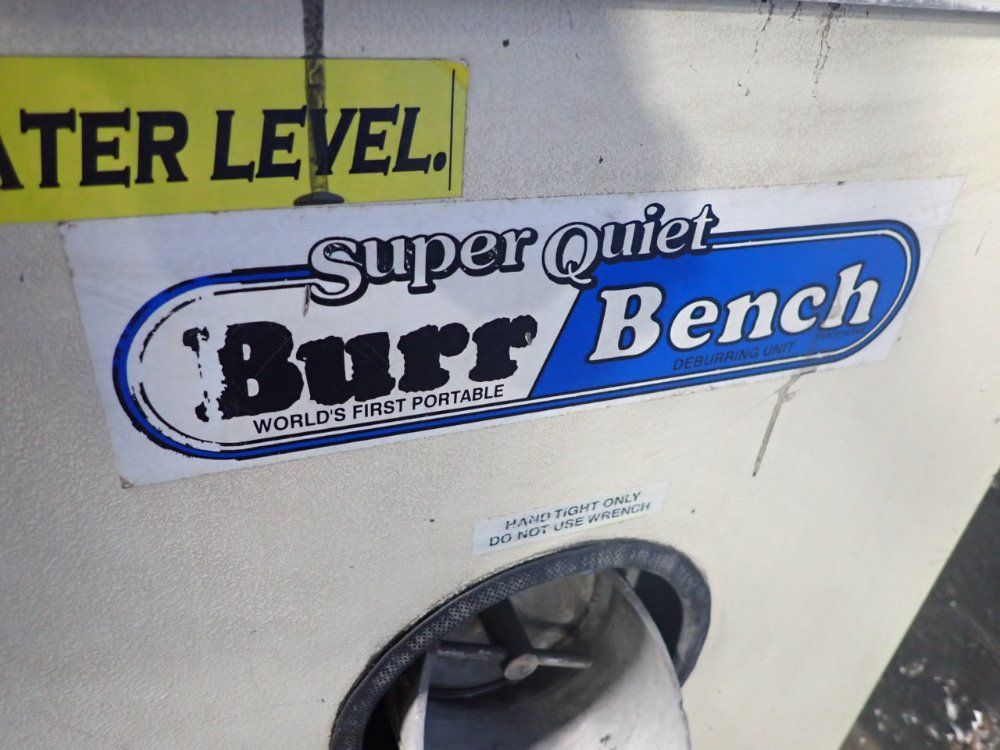 ATER LEVEL.
Super Quiet
Burr Bench
WORLD'S FIRST PORTABLE DEBURRING UNIT
HAND TIGHT ONLY
DO NOT USE WRENCH